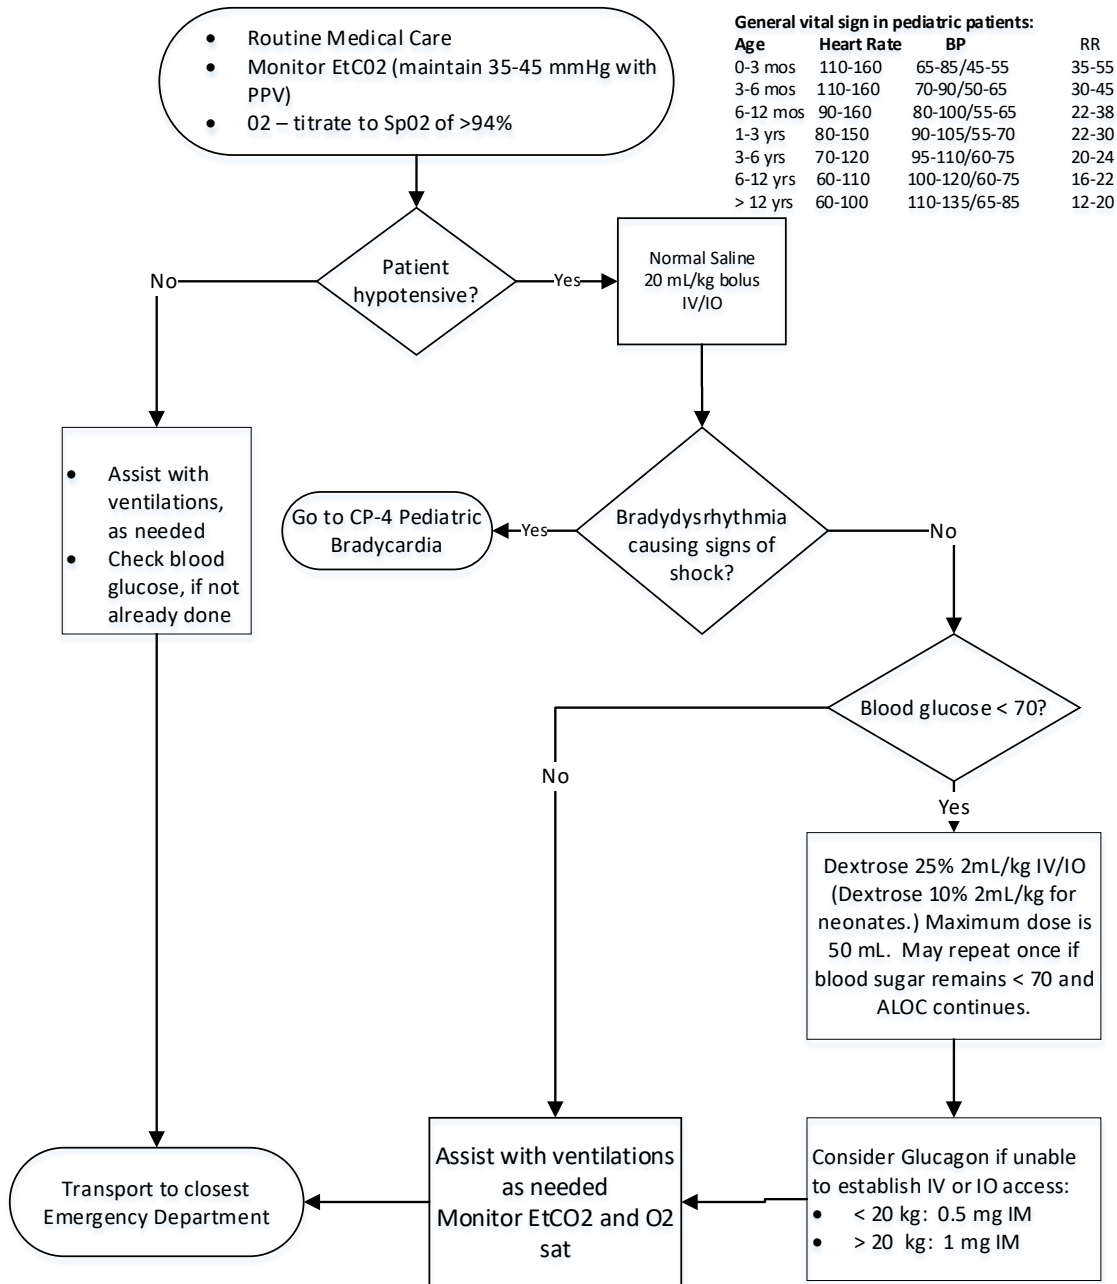 • Routine Medical Care
• Monitor EtC02 (maintain 35-45 mmHg with
PPV)
• 02 – titrate to Sp02 of >94%
General vital sign in pediatric patients:
Age Heart Rate BP RR
0-3 mos 110-160 65-85/45-55 35-55
3-6 mos 110-160 70-90/50-65 30-45
6-12 mos 90-160 80-100/55-65 22-38
1-3 yrs 80-150 90-105/55-70 22-30
3-6 yrs 70-120 95-110/60-75 20-24
6-12 yrs 60-110 100-120/60-75 16-22
> 12 yrs 60-100 110-135/65-85 12-20
Patient
hypotensive?
No
Yes
Normal Saline
20 mL/kg bolus
IV/IO
• Assist with
ventilations,
as needed
• Check blood
glucose, if not
already done
Bradydysrhythmia
causing signs of
shock?
Yes
Go to CP-4 Pediatric
Bradycardia
No
Blood glucose < 70?
No
Yes
Dextrose 25% 2mL/kg IV/IO
(Dextrose 10% 2mL/kg for
neonates.) Maximum dose is
50 mL. May repeat once if
blood sugar remains < 70 and
ALOC continues.
Consider Glucagon if unable
to establish IV or IO access:
• < 20 kg: 0.5 mg IM
• > 20 kg: 1 mg IM
Assist with ventilations
as needed
Monitor EtCO2 and O2
sat
Transport to closest
Emergency Department